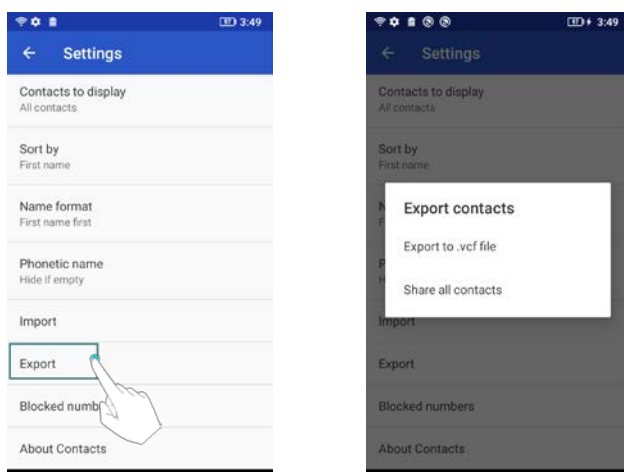 97 3:49
Settings
Contacts to display
All contacts
Sort by
First name
Name format
First name first
Phonetic name
Hide if empty
Import
Export
Blocked numb
About Contacts
97 3:49
Settings
Contacts to display
All contacts
Sort by
First name
N
F
Export contacts
Export to .vcf file
P
H
Share all contacts
Import
Export
Blocked numbers
About Contacts